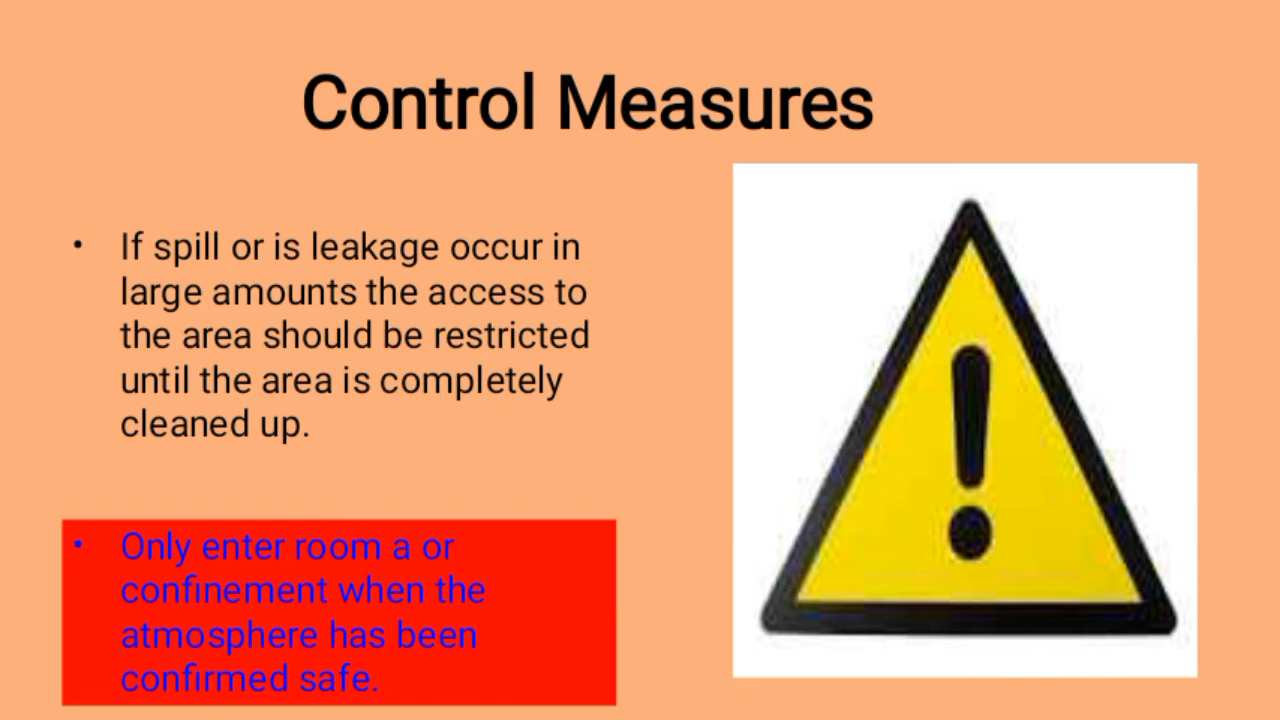 Control Measures
• If spill or is leakage occur in
large amounts the access to
the area should be restricted
until the area is completely
cleaned up.
• Only enter room a or
confinement when the
atmosphere has been
confirmed safe.
!